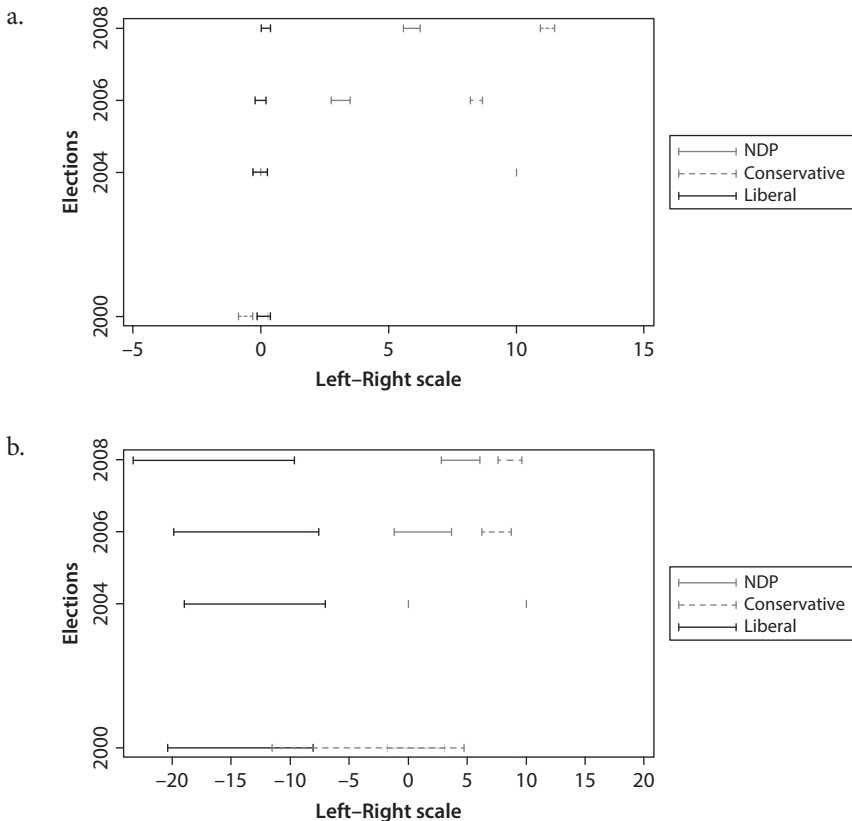 a.
2008
2006
2004
2000
Elections
−5 0 5 10 15
Left–Right scale
NDP
Conservative
Liberal
b.
2008
2006
2004
2000
Elections
−20 −15 −10 −5 0 5 10 15 20
Left–Right scale
NDP
Conservative
Liberal